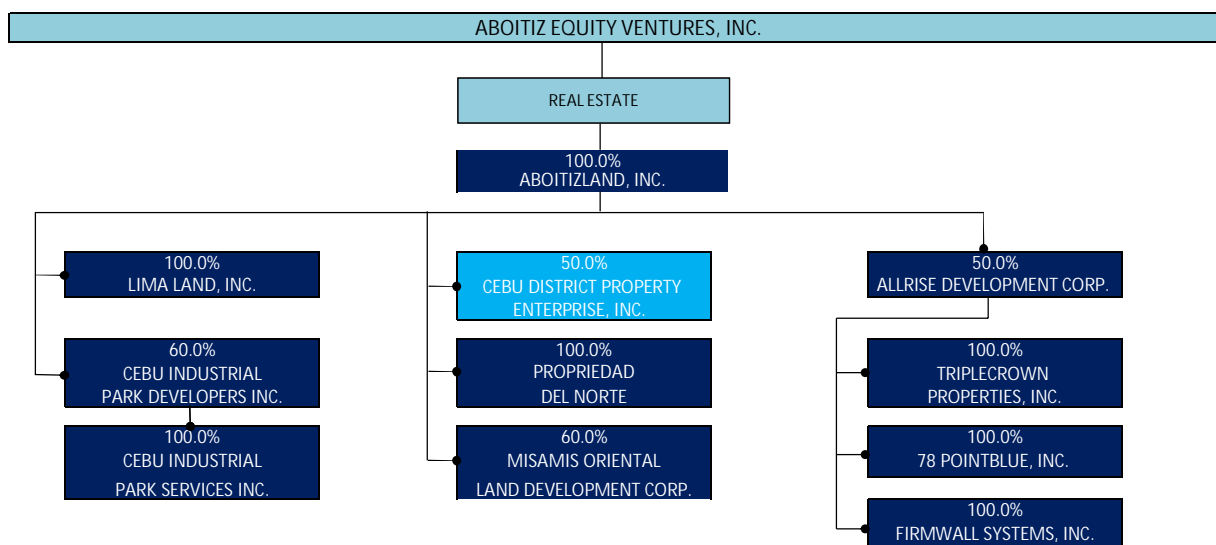 ABOITIZ EQUITY VENTURES, INC.
REAL ESTATE
100.0%
ABOITIZLAND, INC.
100.0%
LIMA LAND, INC.
60.0%
CEBU INDUSTRIAL
PARK DEVELOPERS INC.
100.0%
CEBU INDUSTRIAL
PARK SERVICES INC.
50.0%
CEBU DISTRICT PROPERTY
ENTERPRISE, INC.
100.0%
PROPRIEDAD
DEL NORTE
60.0%
MISAMIS ORIENTAL
LAND DEVELOPMENT CORP.
50.0%
ALLRISE DEVELOPMENT CORP.
100.0%
TRIPLECROWN
PROPERTIES, INC.
100.0%
78 POINTBLUE, INC.
100.0%
FIRMWALL SYSTEMS, INC.